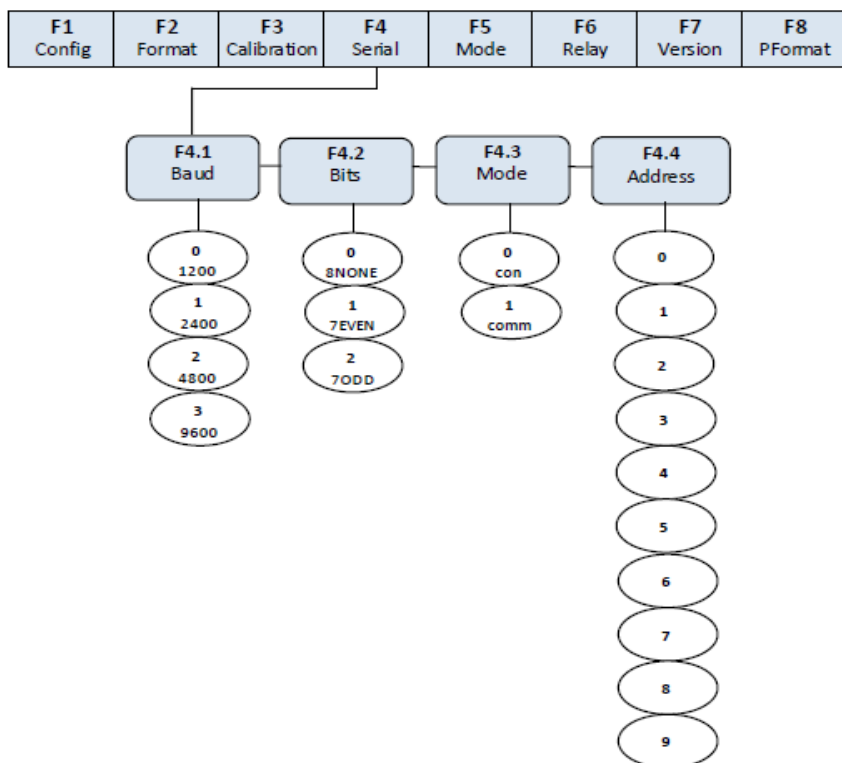 F1 F2 F3 F4 F5 F6 F7 F8
Config Format Calibration Serial Mode Relay Version PFormat
F4.1 F4.2 F4.3 F4.4
Baud Bits Mode Address
0 0 0 0
1200 8NONE con
1 1 1 1
2400 7EVEN comm
2 2 2
4800 7ODD
3 3
9600
4
5
6
7
8
9